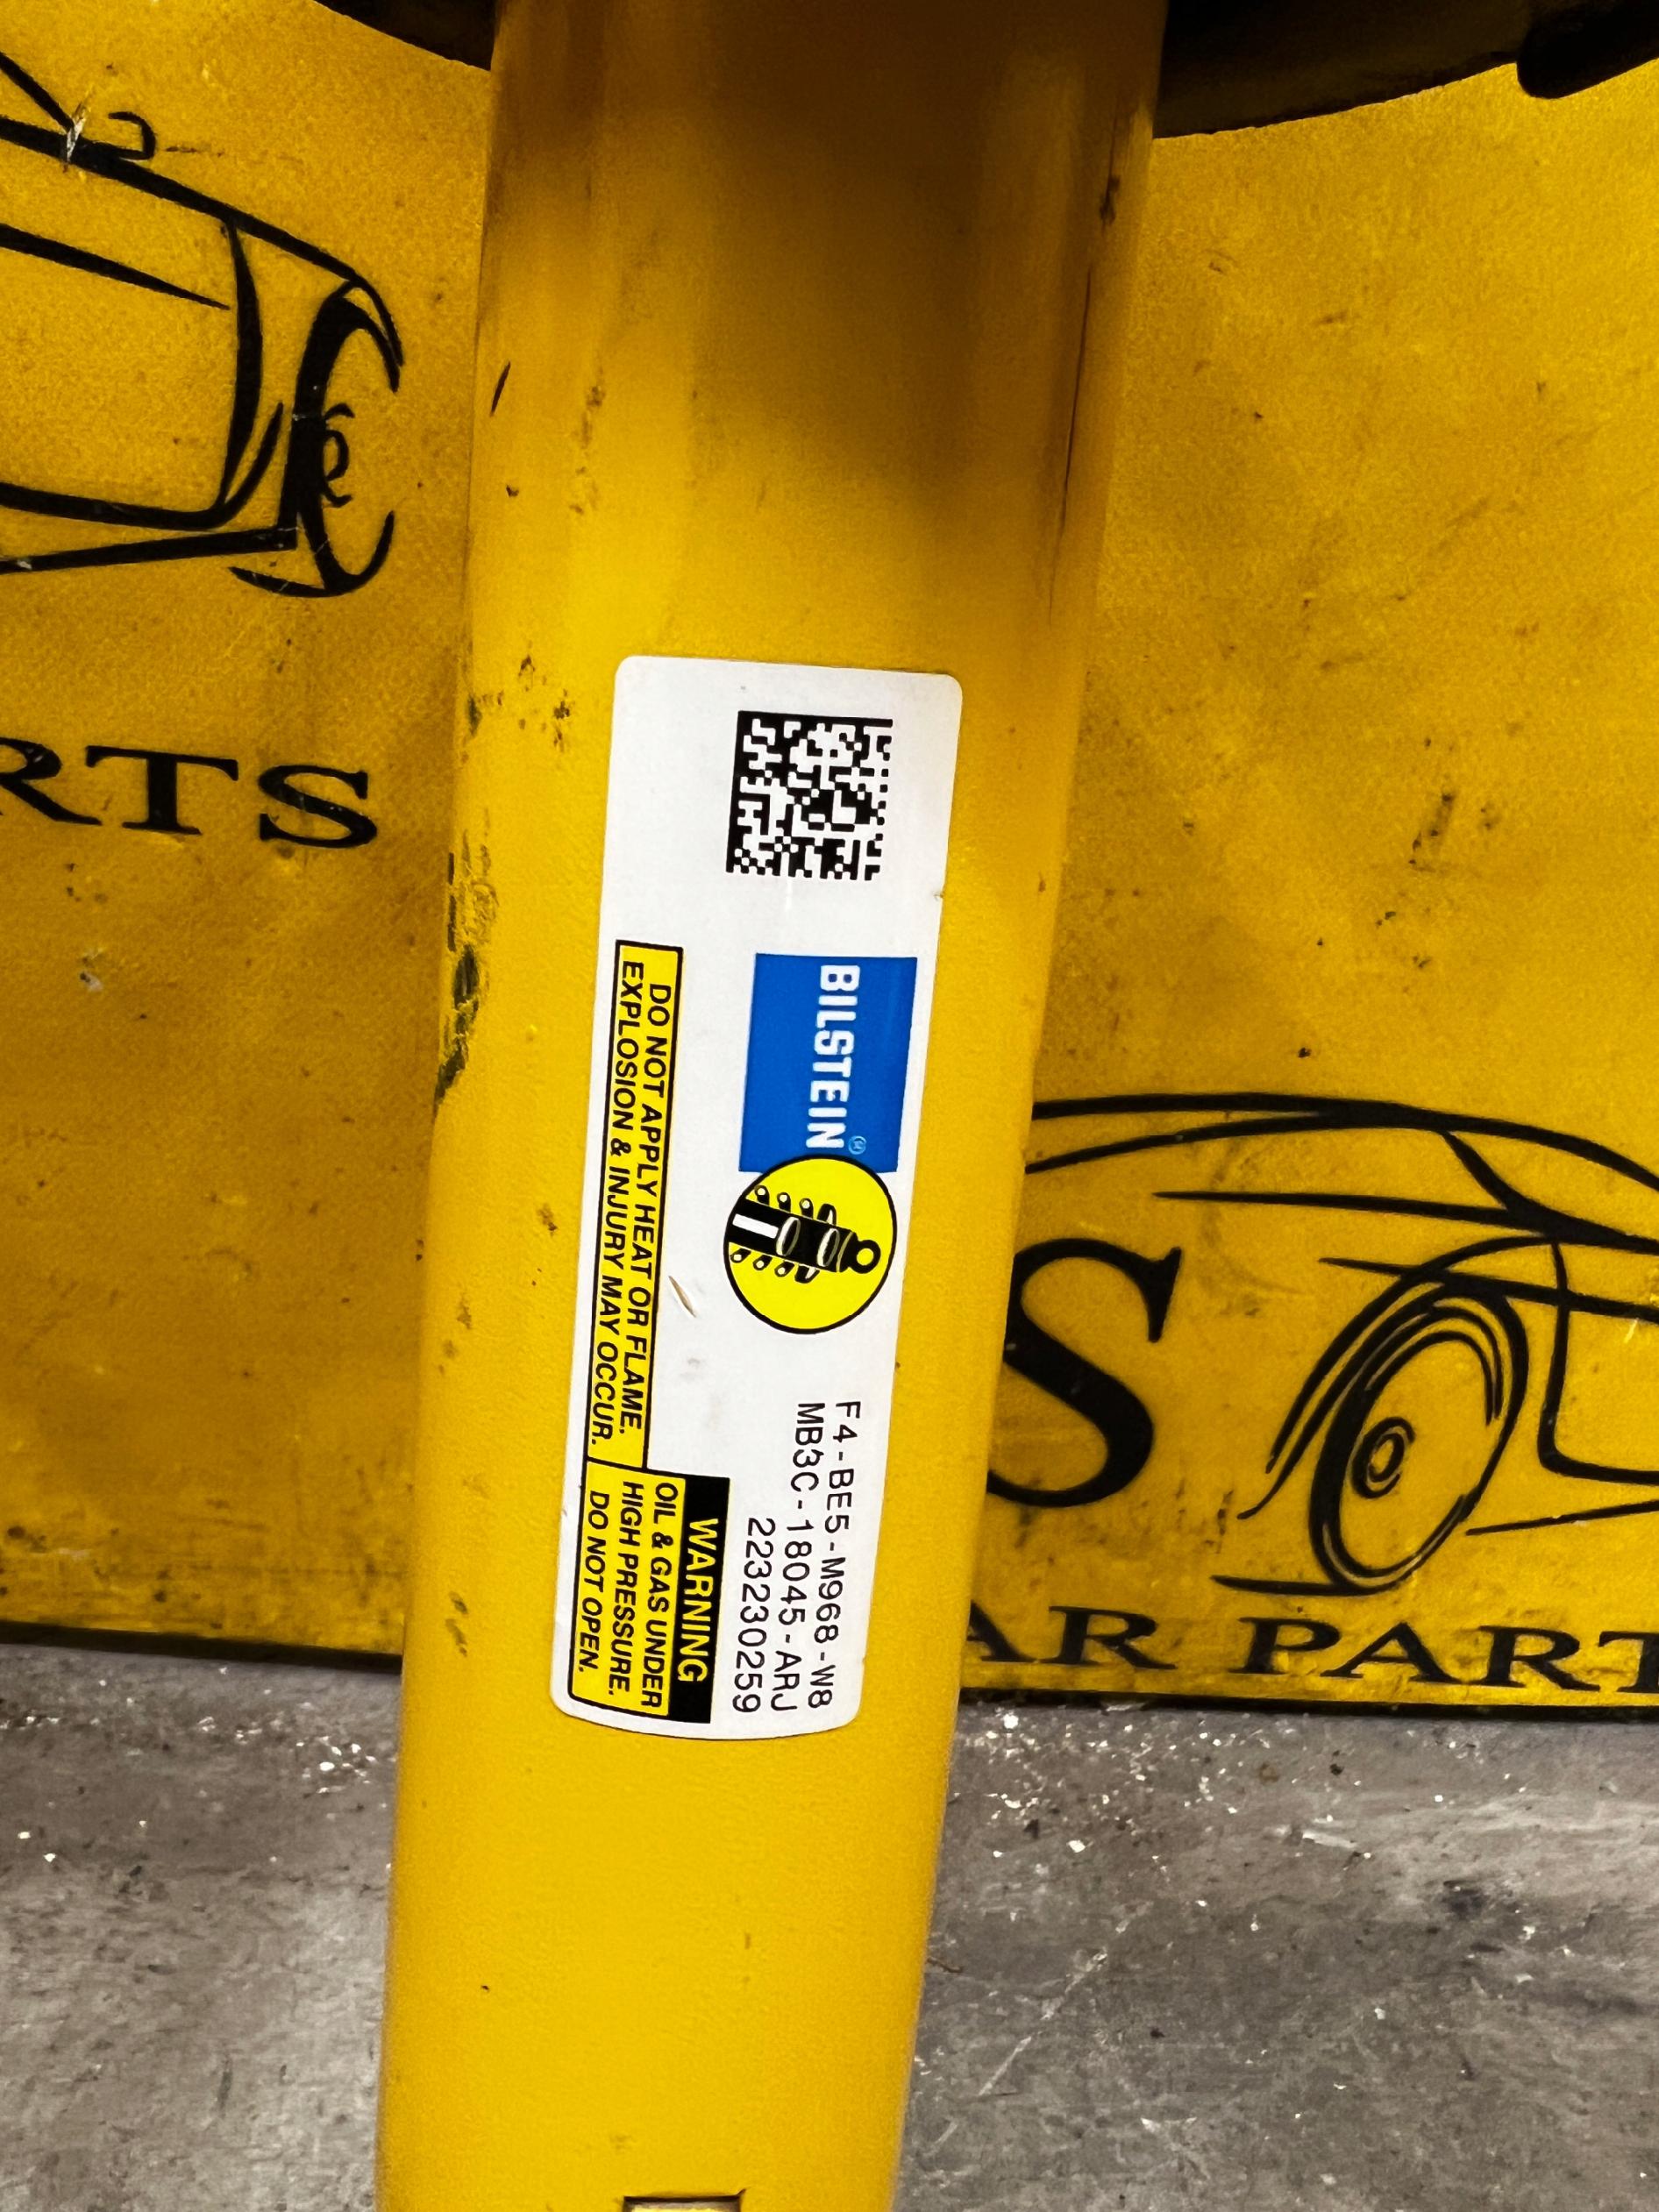 RTS
S
AR PART
BILSTEIN®
F4-BE5-M968-W8
MB3C-18045-ARJ
223230259
WARNING
OIL & GAS UNDER
HIGH PRESSURE.
DO NOT OPEN.
DO NOT APPLY HEAT OR FLAME.
EXPLOSION & INJURY MAY OCCUR.